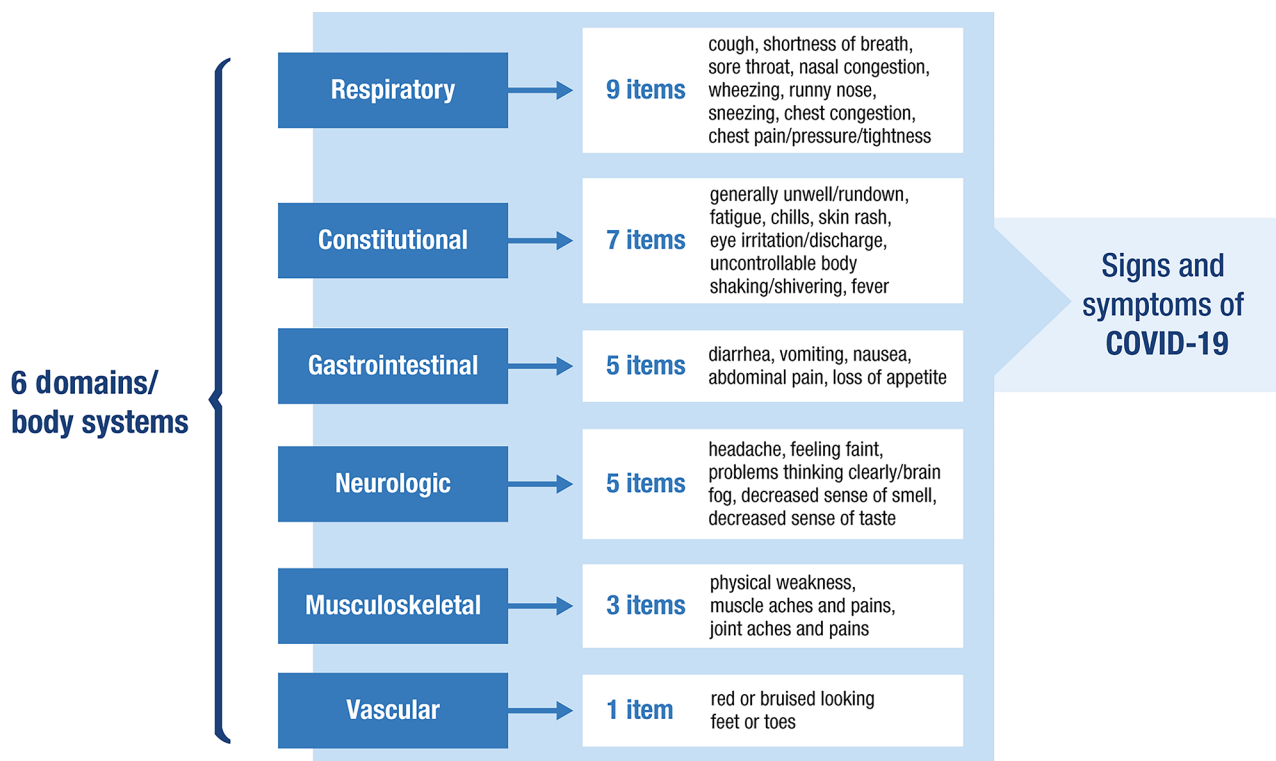 6 domains/
body systems
Respiratory
9 items
cough, shortness of breath,
sore throat, nasal congestion,
wheezing, runny nose,
sneezing, chest congestion,
chest pain/pressure/tightness
Constitutional
7 items
generally unwell/rundown,
fatigue, chills, skin rash,
eye irritation/discharge,
uncontrollable body
shaking/shivering, fever
Gastrointestinal
5 items
diarrhea, vomiting, nausea,
abdominal pain, loss of appetite
Neurologic
5 items
headache, feeling faint,
problems thinking clearly/brain
fog, decreased sense of smell,
decreased sense of taste
Musculoskeletal
3 items
physical weakness,
muscle aches and pains,
joint aches and pains
Vascular
1 item
red or bruised looking
feet or toes
Signs and
symptoms of
COVID-19